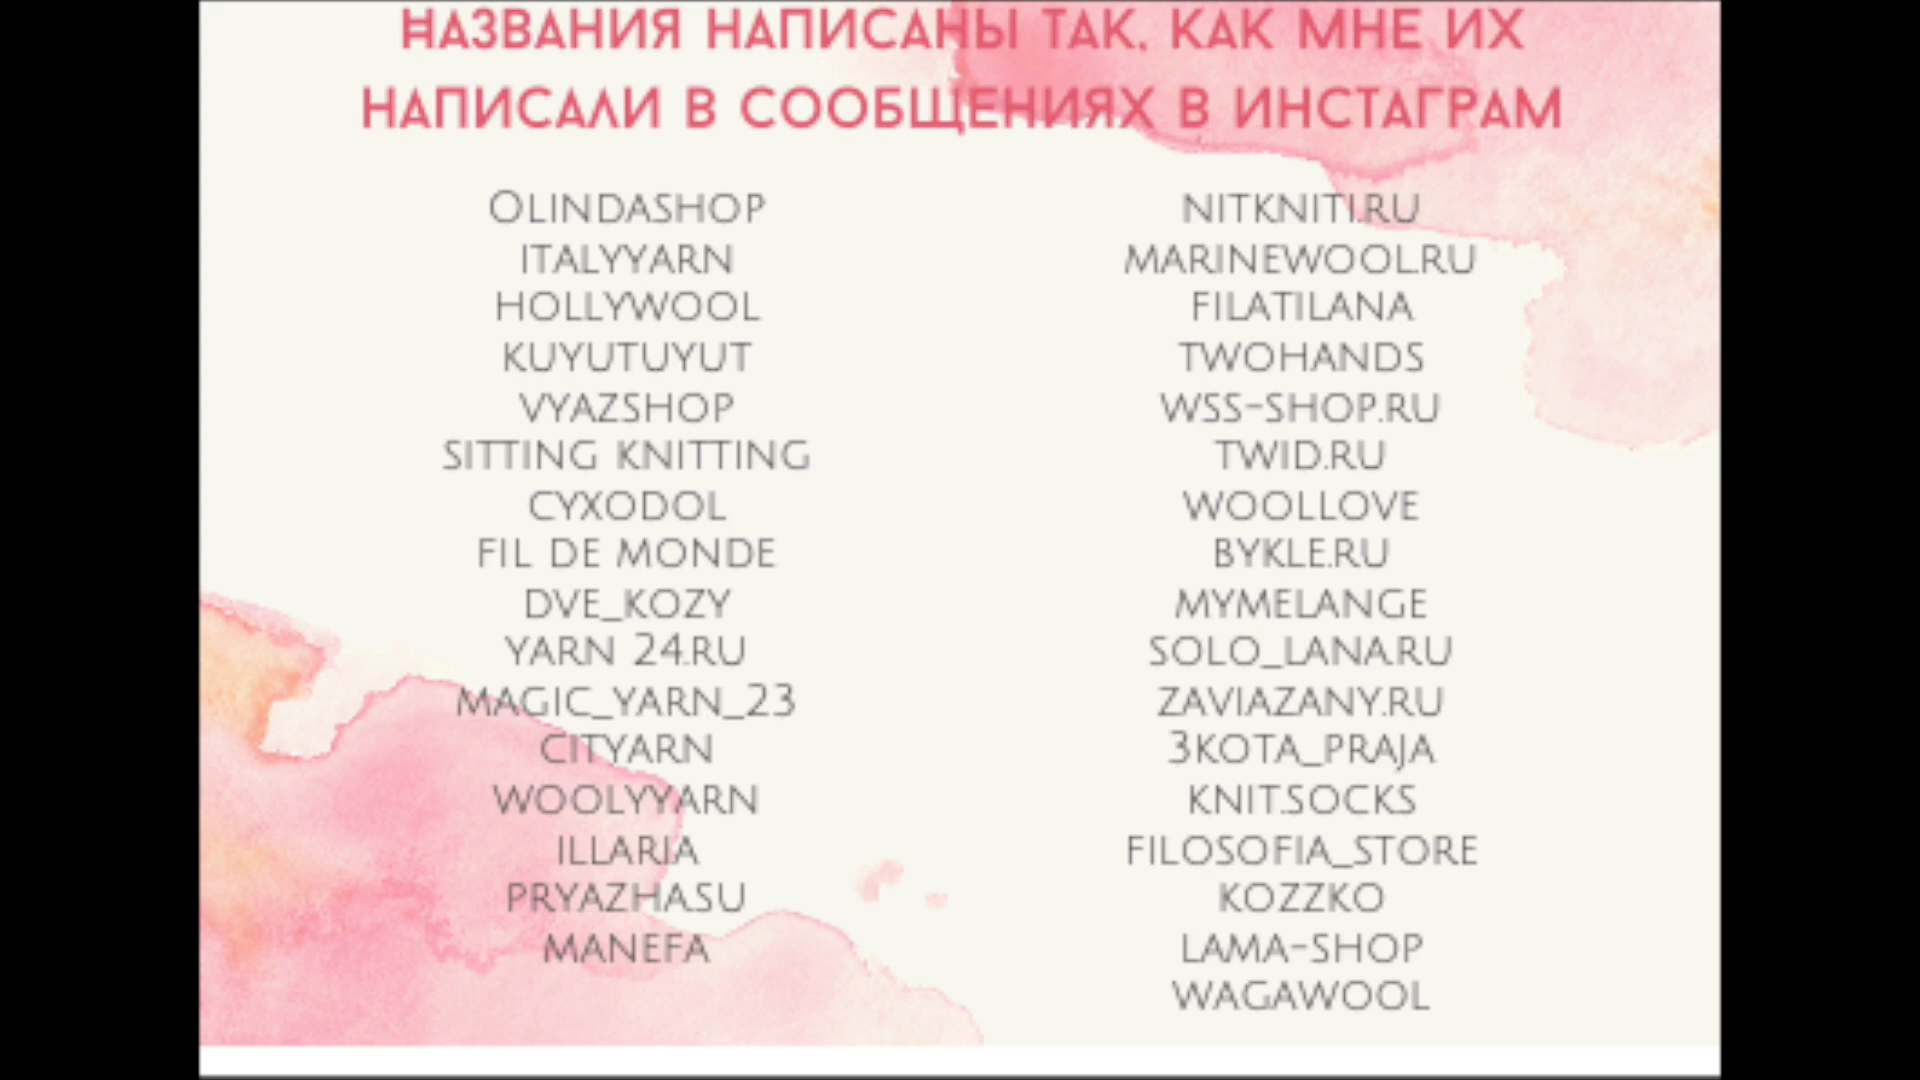 НАЗВАНИЯ НАПИСАНЫ ТАК, КАК МНЕ ИХ
НАПИСАЛИ В СООБЩЕНИЯХ В ИНСТАГРАМ
OLINDASHOP
ITALYYARN
HOLLYWOOL
KUYUTUYUT
VYAZSHOP
SITTING KNITTING
CYXODOL
FIL DE MONDE
DVE_KOZY
YARN 24.RU
MAGIC_YARN_23
CITYARN
WOOLYYARN
ILLARIA
PRYAZHA.SU
MANEFA
NITKNITI.RU
MARINEWOOL.RU
FILATILANA
TWOHANDS
WSS-SHOP.RU
TWID.RU
WOOLLOVE
BYKLE.RU
MYMELANGE
SOLO_LANA.RU
ZAVIAZANY.RU
3KOTA_PRAJA
KNIT.SOCKS
FILOSOFIA_STORE
KOZZKO
LAMA-SHOP
WAGAWOOL